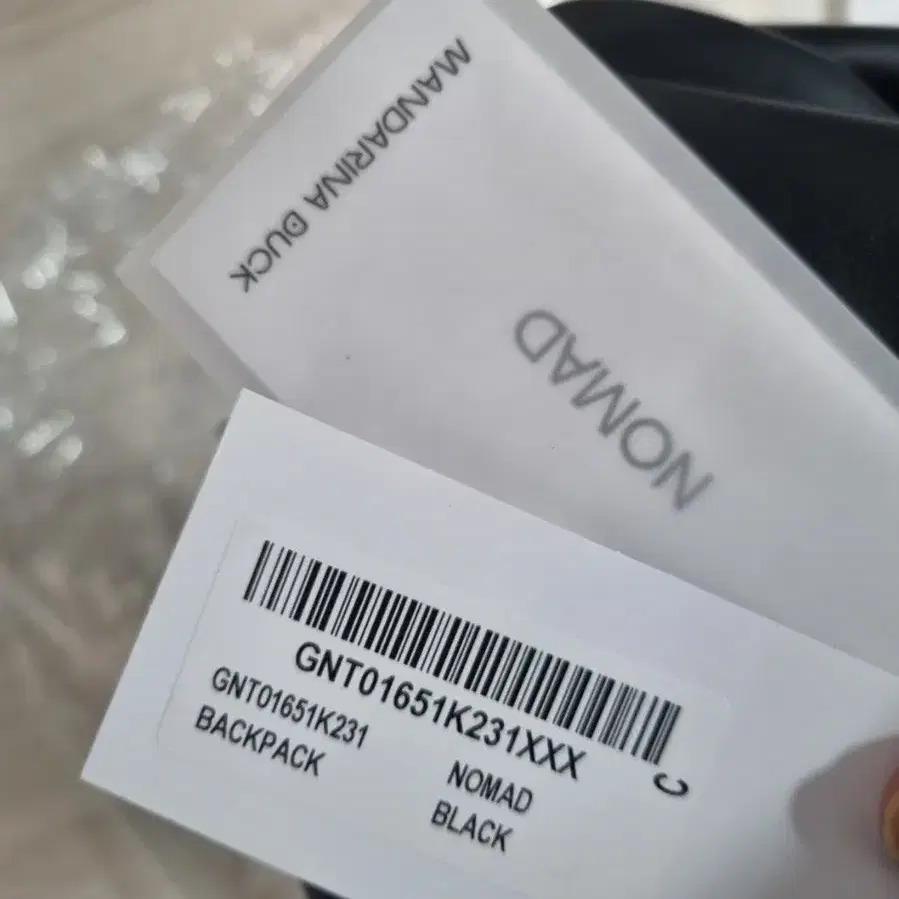 MANDARINA DUCK
NOMAD
GNT01651K231XXX
C
GNT01651K231
BACKPACK
NOMAD
BLACK